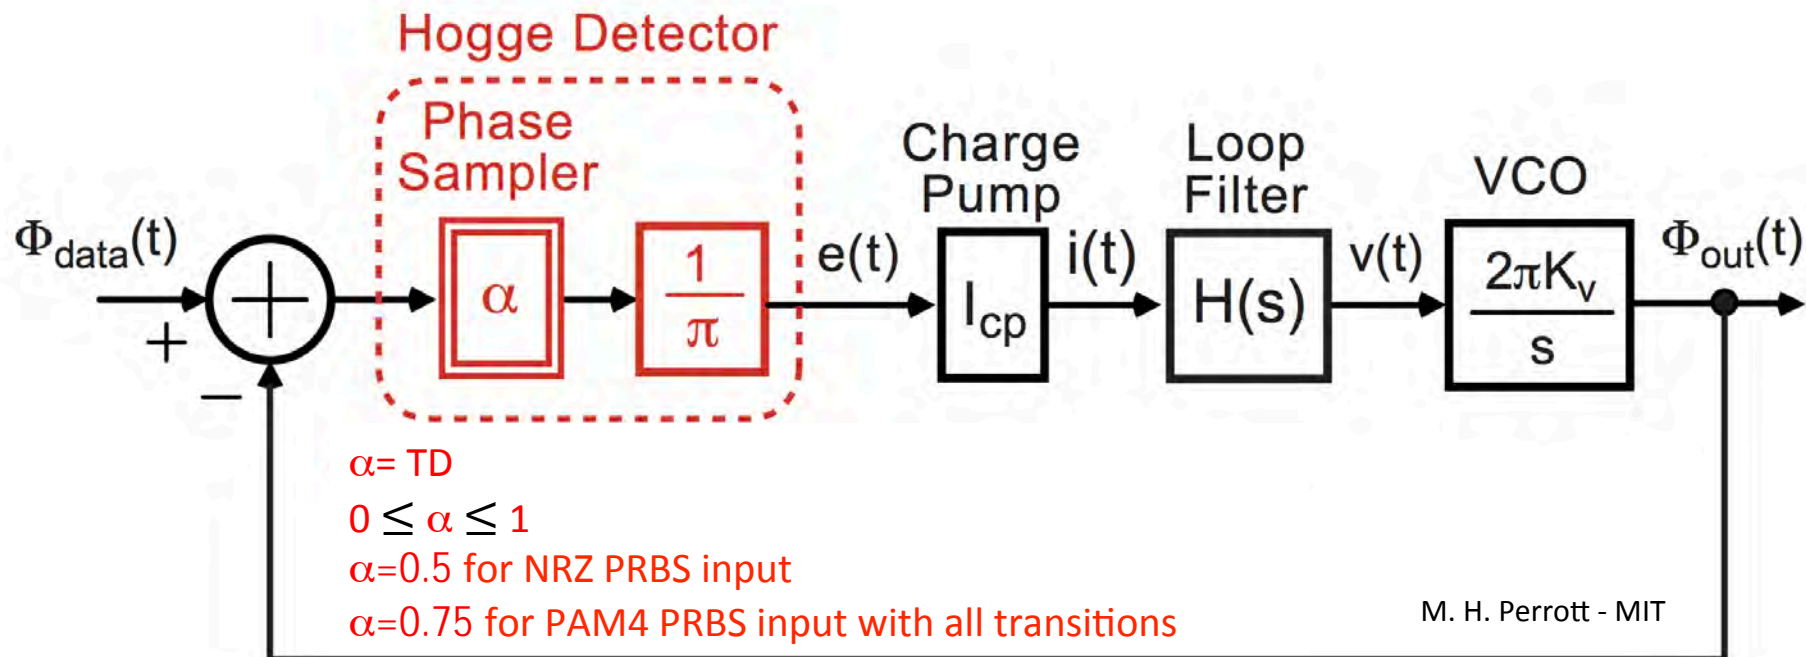 Hogge Detector
Phase
Sampler
Charge
Pump
Loop
Filter
VCO
Φdata(t)
+
−
α
1
π
e(t)
Icp
i(t)
H(s)
v(t)
2πKv
s
Φout(t)
α= TD
0 ≤ α ≤ 1
α=0.5 for NRZ PRBS input
α=0.75 for PAM4 PRBS input with all transitions
M. H. Perrott - MIT